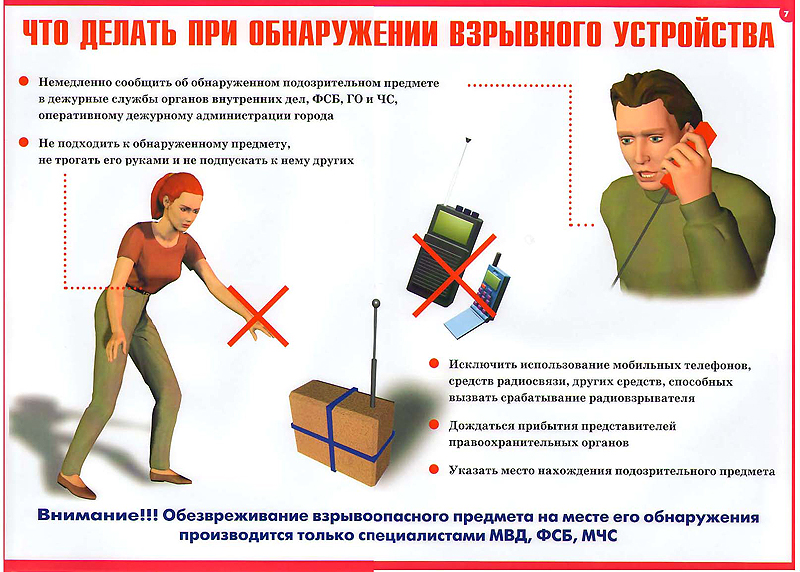 7
ЧТО ДЕЛАТЬ ПРИ ОБНАРУЖЕНИИ ВЗРЫВНОГО УСТРОЙСТВА
Немедленно сообщить об обнаруженном подозрительном предмете
в дежурные службы органов внутренних дел, ФСБ, ГО и ЧС,
оперативному дежурному администрации города
Не подходить к обнаруженному предмету,
не трогать его руками и не подпускать к нему других
Исключить использование мобильных телефонов,
средств радиосвязи, других средств, способных
вызвать срабатывание радиовзрывателя
Дождаться прибытия представителей
правоохранительных органов
Указать место нахождения подозрительного предмета
Внимание!!! Обезвреживание взрывоопасного предмета на месте его обнаружения
производится только специалистами МВД, ФСБ, МЧС